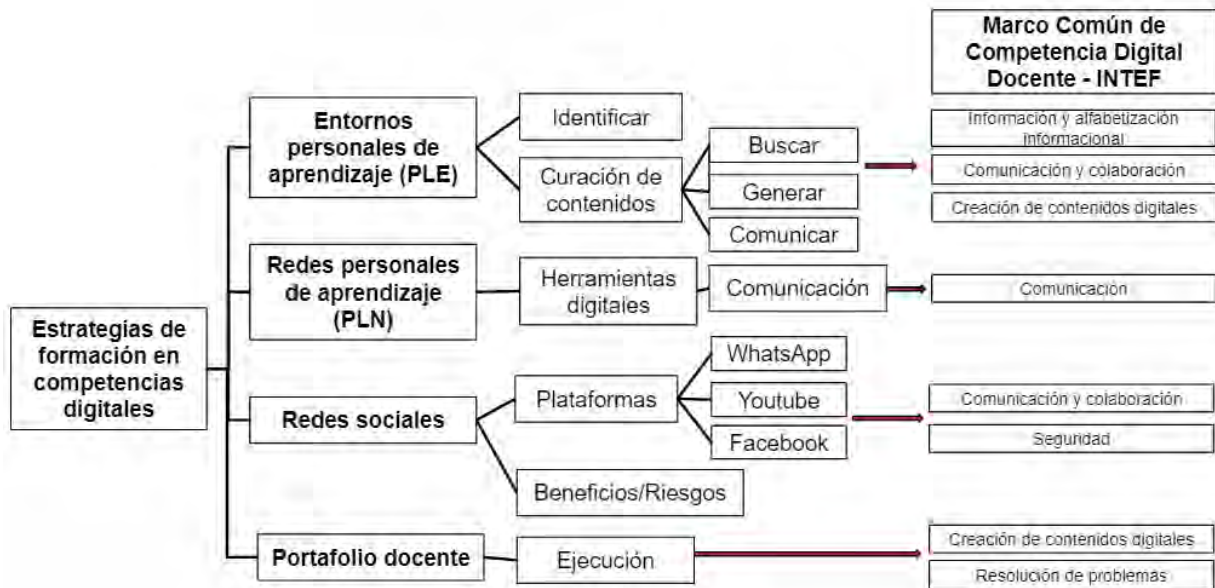 Marco Común de
Competencia Digital
Docente - INTEF
Entornos
personales de
aprendizaje (PLE)
Identificar
Curación de
contenidos
Buscar
Generar
Comunicar
Información y alfabetización
informacional
Comunicación y colaboración
Creación de contenidos digitales
Redes personales
de aprendizaje
(PLN)
Herramientas
digitales
Comunicación
Comunicación
Estrategias de
formación en
competencias
digitales
Redes sociales
Plataformas
WhatsApp
Youtube
Facebook
Beneficios/Riesgos
Comunicación y colaboración
Seguridad
Portafolio docente
Ejecución
Creación de contenidos digitales
Resolución de problemas